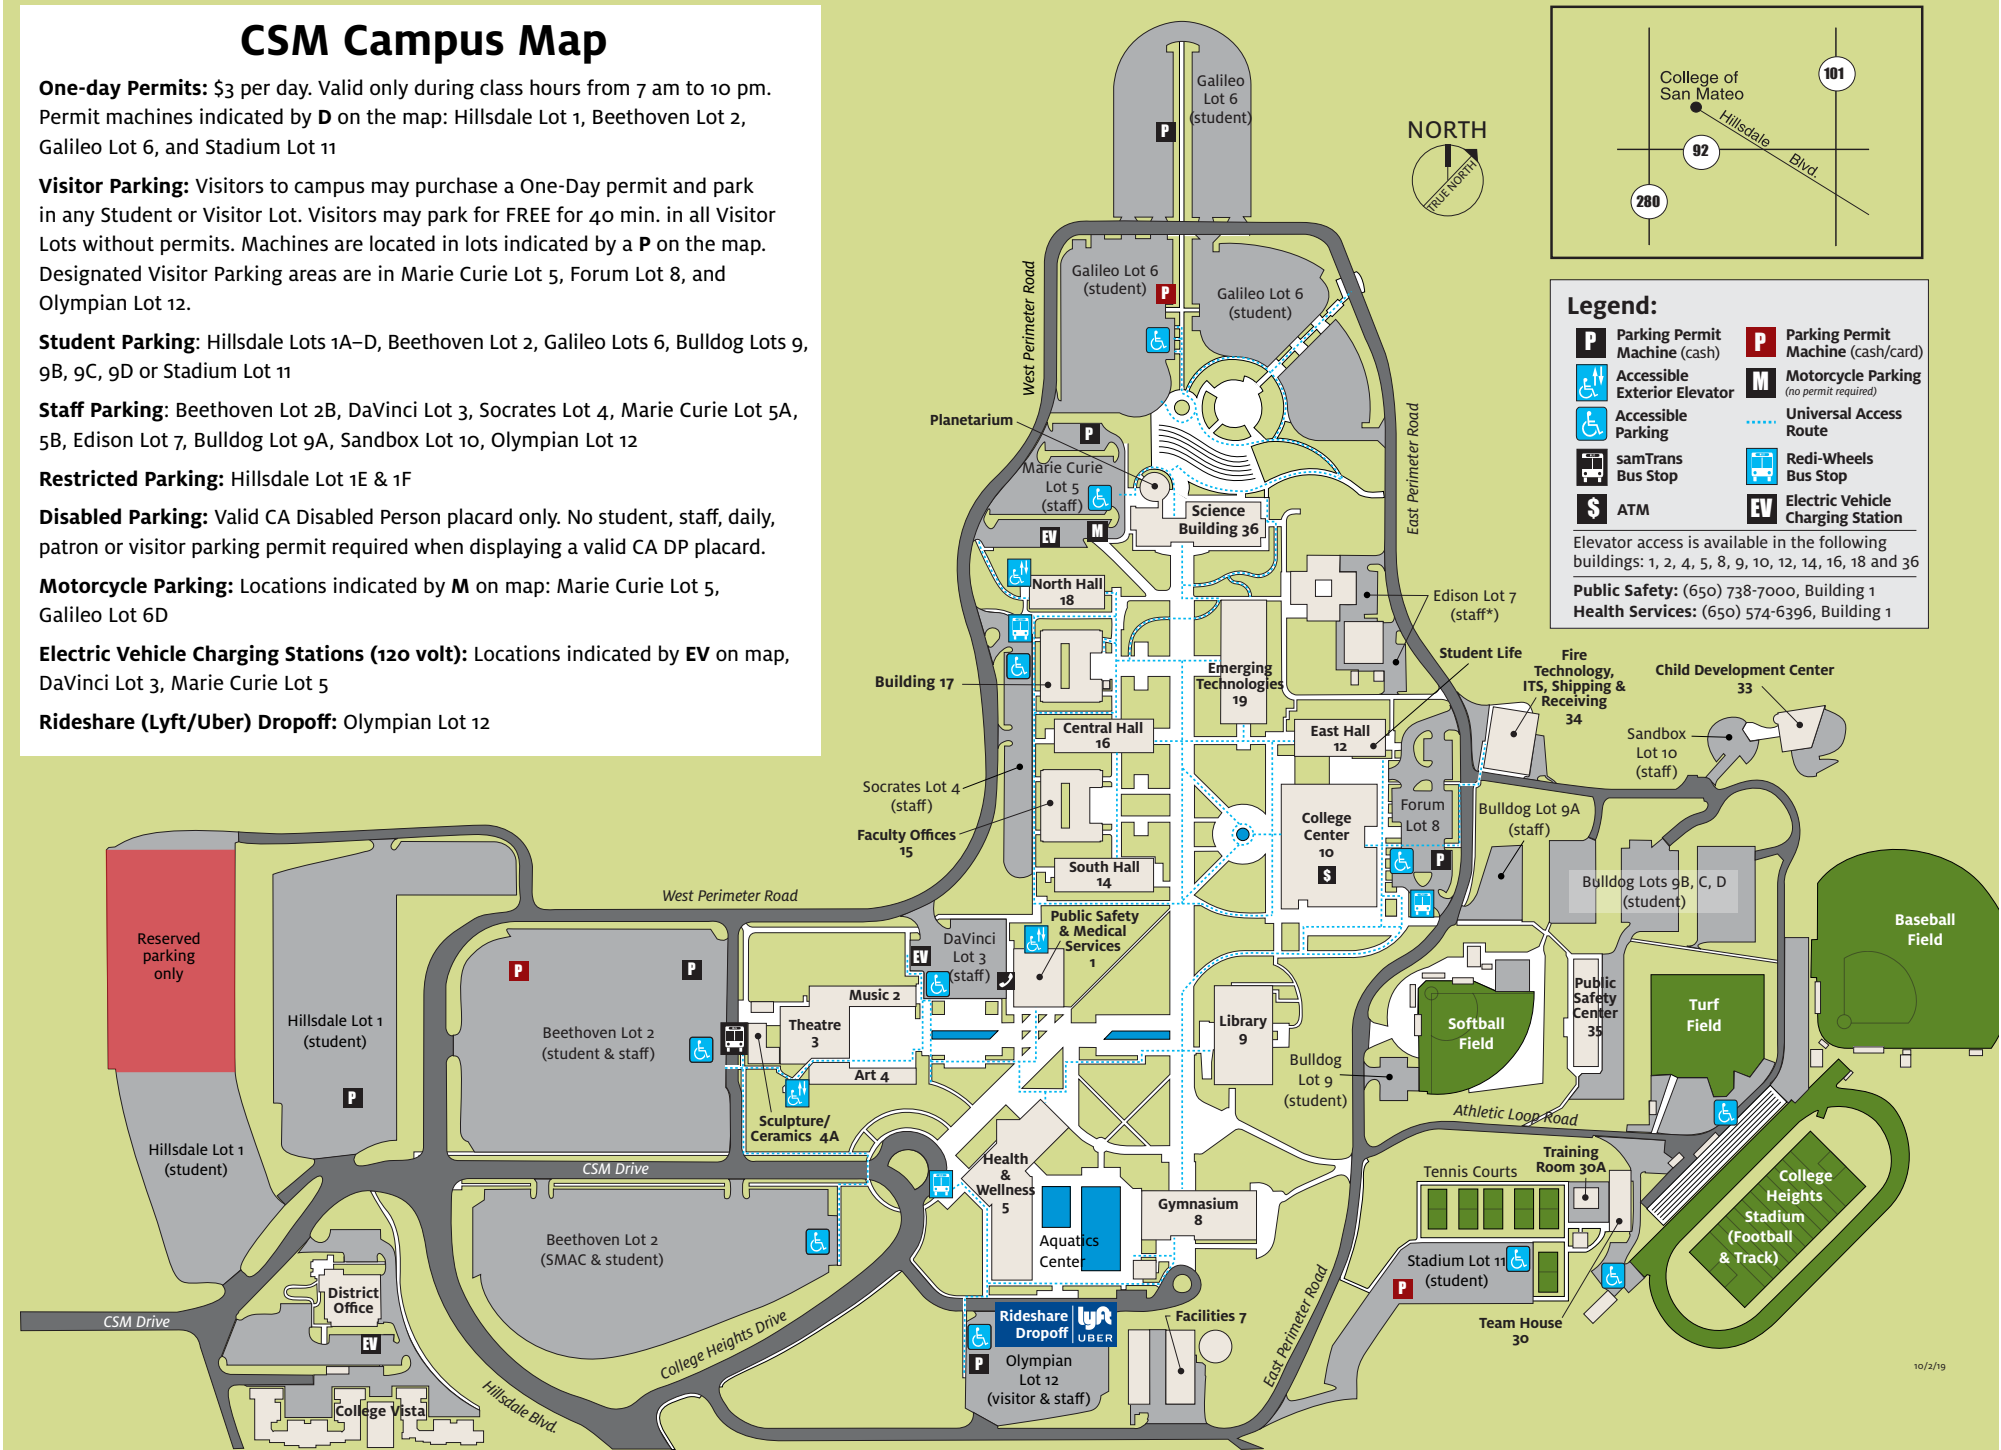 CSM Campus Map
One-day Permits: $3 per day. Valid only during class hours from 7 am to 10 pm.
Permit machines indicated by D on the map: Hillsdale Lot 1, Beethoven Lot 2,
Galileo Lot 6, and Stadium Lot 11
Visitor Parking: Visitors to campus may purchase a One-Day permit and park
in any Student or Visitor Lot. Visitors may park for FREE for 40 min. in all Visitor
Lots without permits. Machines are located in lots indicated by a P on the map.
Designated Visitor Parking areas are in Marie Curie Lot 5, Forum Lot 8, and
Olympian Lot 12.
Student Parking: Hillsdale Lots 1A–D, Beethoven Lot 2, Galileo Lots 6, Bulldog Lots 9,
9B, 9C, 9D or Stadium Lot 11
Staff Parking: Beethoven Lot 2B, DaVinci Lot 3, Socrates Lot 4, Marie Curie Lot 5A,
5B, Edison Lot 7, Bulldog Lot 9A, Sandbox Lot 10, Olympian Lot 12
Restricted Parking: Hillsdale Lot 1E & 1F
Disabled Parking: Valid CA Disabled Person placard only. No student, staff, daily,
patron or visitor parking permit required when displaying a valid CA DP placard.
Motorcycle Parking: Locations indicated by M on map: Marie Curie Lot 5,
Galileo Lot 6D
Electric Vehicle Charging Stations (120 volt): Locations indicated by EV on map,
DaVinci Lot 3, Marie Curie Lot 5
Rideshare (Lyft/Uber) Dropoff: Olympian Lot 12
Galileo
Lot 6
(student)
P
NORTH
TRUE NORTH
College of
San Mateo
101
Hillsdale
Blvd.
92
280
Legend:
P
Parking Permit
Machine (cash)
P
Parking Permit
Machine (cash/card)
Accessible
Exterior Elevator
M
Motorcycle Parking
(no permit required)
Accessible
Parking
Universal Access
Route
samTrans
Bus Stop
Redi-Wheels
Bus Stop
$
ATM
EV
Electric Vehicle
Charging Station
Elevator access is available in the following
buildings: 1, 2, 4, 5, 8, 9, 10, 12, 14, 16, 18 and 36
Public Safety: (650) 738-7000, Building 1
Health Services: (650) 574-6396, Building 1
West Perimeter Road
Galileo Lot 6
(student)
P
Galileo Lot 6
(student)
East Perimeter Road
Planetarium
P
Marie Curie
Lot 5
(staff)
EV
M
Science
Building 36
North Hall
18
Edison Lot 7
(staff*)
Student Life
Building 17
Emerging
Technologies
19
Fire
Technology,
ITS, Shipping &
Receiving
34
Child Development Center
33
Sandbox
Lot 10
(staff)
Central Hall
16
East Hall
12
Socrates Lot 4
(staff)
Faculty Offices
15
College
Center
10
$
Forum
Lot 8
P
Bulldog Lot 9A
(staff)
Bulldog Lots 9B, C, D
(student)
South Hall
14
West Perimeter Road
Public Safety
& Medical
Services
1
DaVinci
Lot 3
(staff)
EV
Baseball
Field
Reserved
parking
only
Hillsdale Lot 1
(student)
P
P
P
Beethoven Lot 2
(student & staff)
Music 2
Theatre
3
Art 4
Sculpture/
Ceramics 4A
Library
9
Softball
Field
Public
Safety
Center
35
Turf
Field
Bulldog
Lot 9
(student)
Athletic Loop Road
Hillsdale Lot 1
(student)
CSM Drive
Health
&
Wellness
5
Aquatics
Center
Gymnasium
8
Tennis Courts
Training
Room 30A
College
Heights
Stadium
(Football
& Track)
Beethoven Lot 2
(SMAC & student)
Stadium Lot 11
(student)
P
Team House
30
District
Office
EV
CSM Drive
College Heights Drive
Rideshare
Dropoff
lyft
UBER
Facilities 7
East Perimeter Road
P
Olympian
Lot 12
(visitor & staff)
College Vista
Hillsdale Blvd.
10/2/19